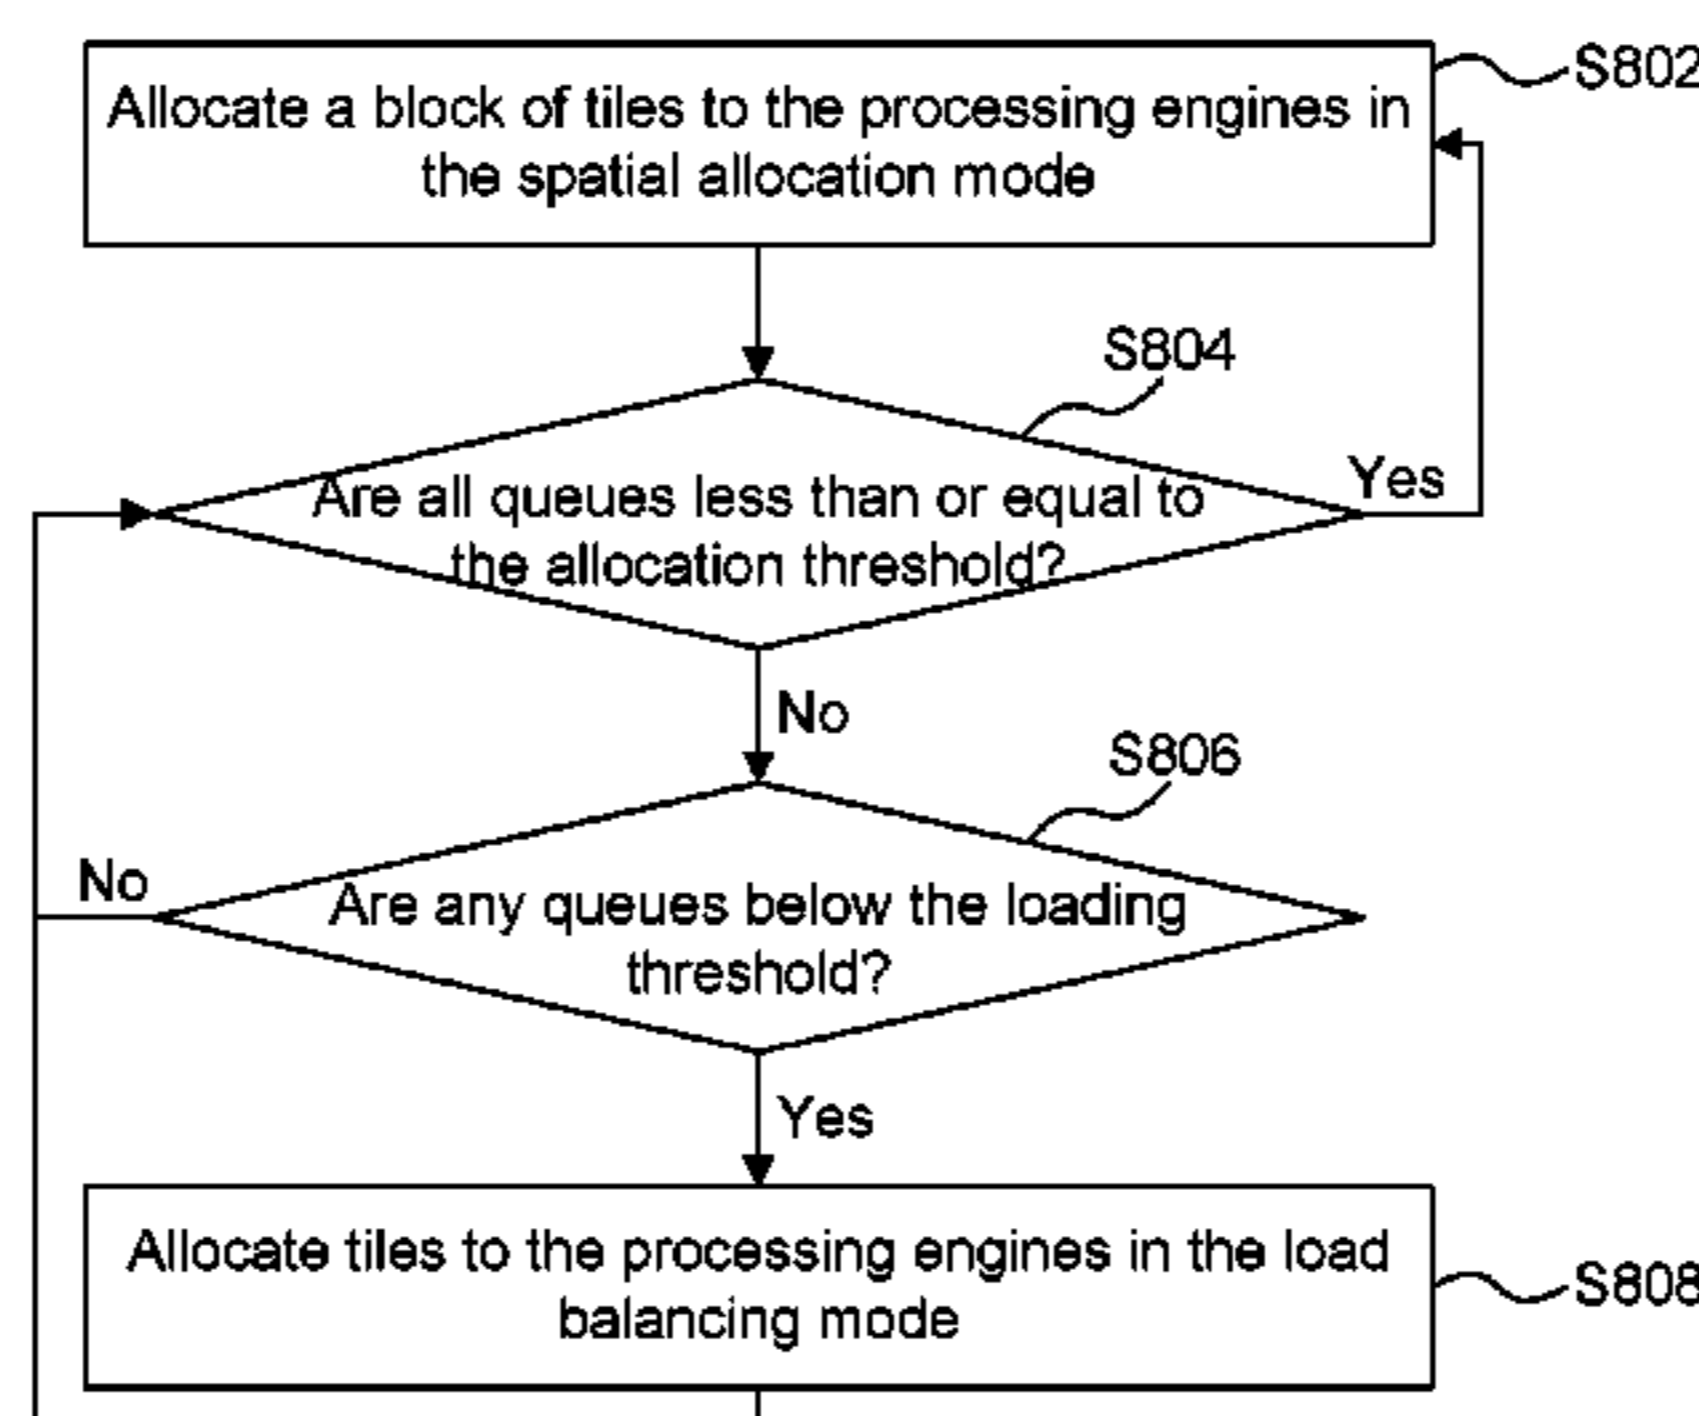 Allocate a block of tiles to the processing engines in
the spatial allocation mode
S802
S804
Are all queues less than or equal to
the allocation threshold?
Yes
No
S806
No
Are any queues below the loading
threshold?
Yes
Allocate tiles to the processing engines in the load
balancing mode
S808